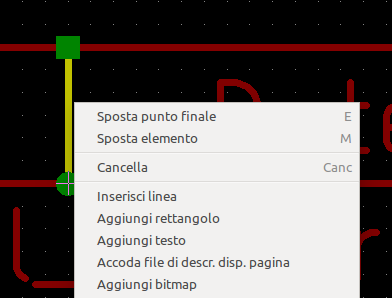 Sposta punto finale E
Sposta elemento M
Cancella Canc
Inserisci linea
Aggiungi rettangolo
Aggiungi testo
Accoda file di descr. disp. pagina
Aggiungi bitmap